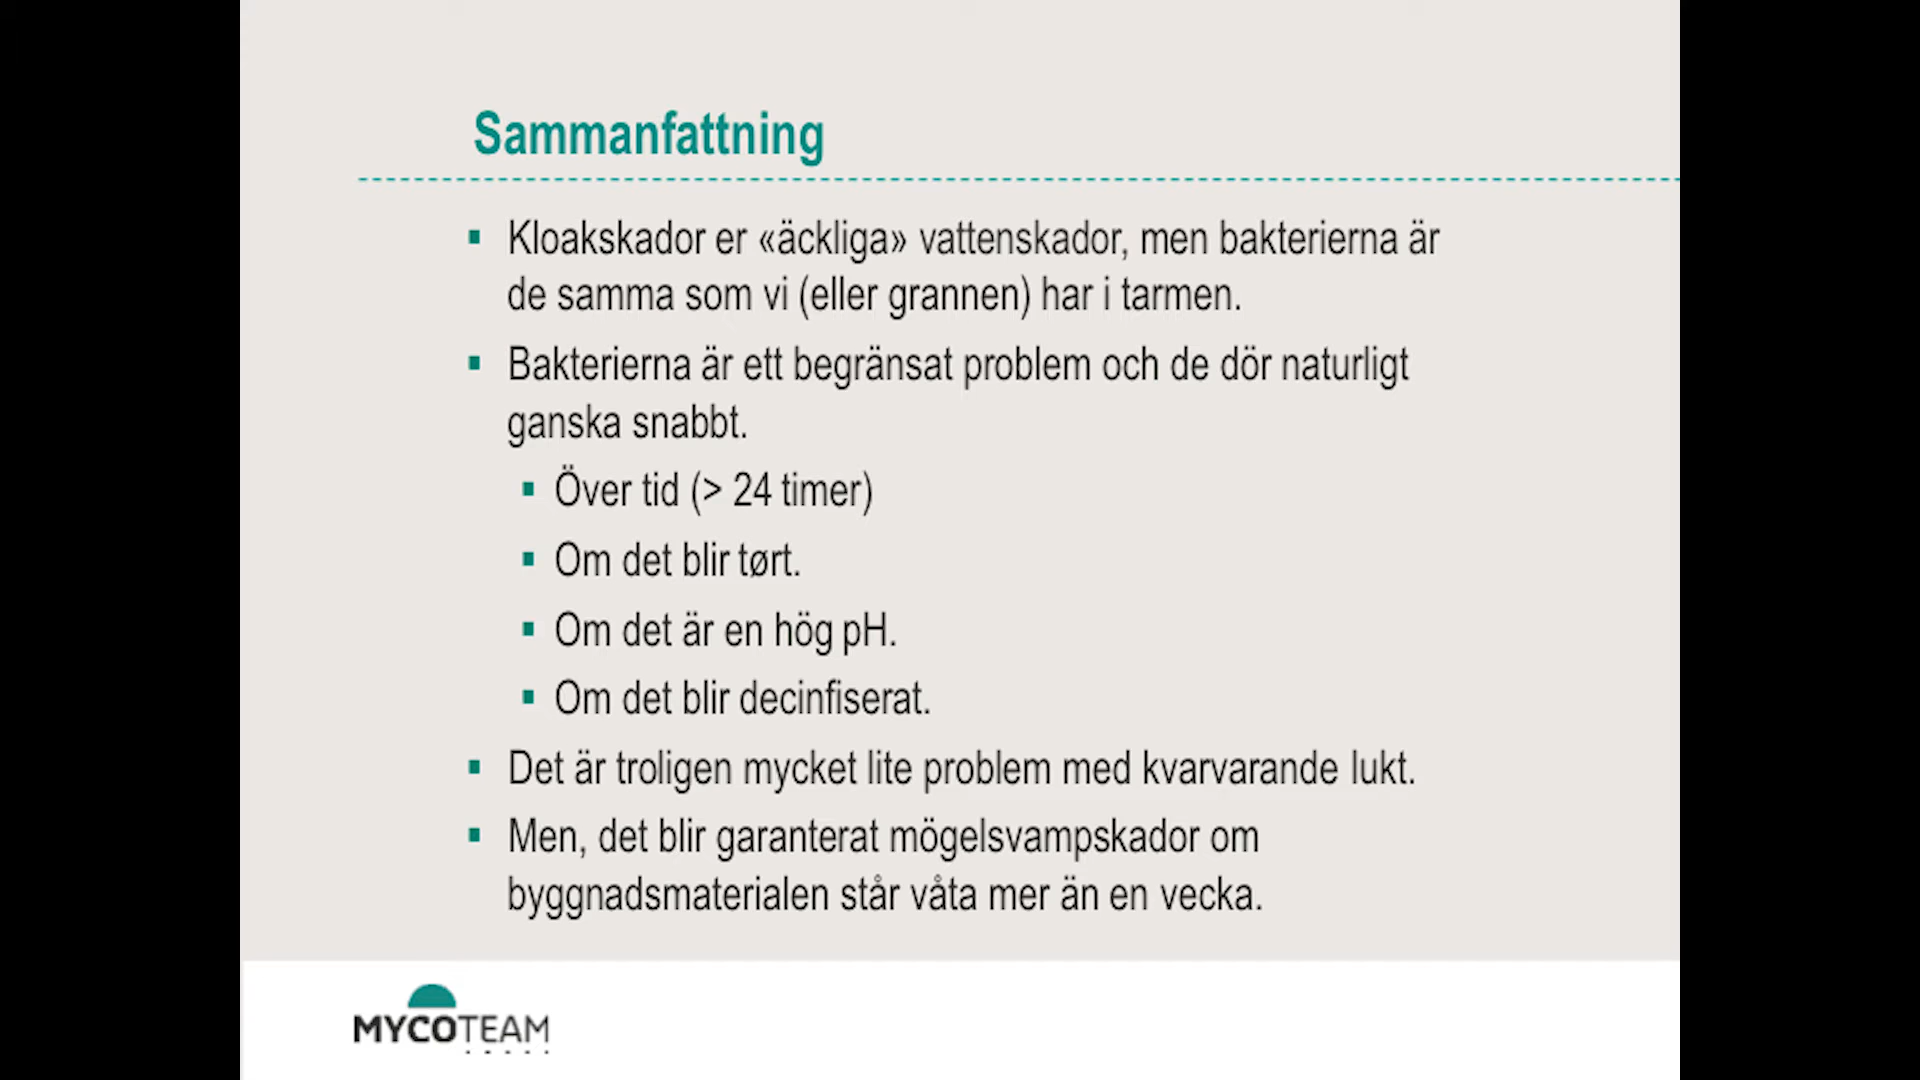 Sammanfattning
Kloakskador er «äckliga» vattenskador, men bakterierna är
de samma som vi (eller grannen) har i tarmen.
Bakterierna är ett begränsat problem och de dör naturligt
ganska snabbt.
Över tid (> 24 timer)
Om det blir tørt.
Om det är en hög pH.
Om det blir decinfiserat.
Det är troligen mycket lite problem med kvarvarande lukt.
Men, det blir garanterat mögelsvampskador om
byggnadsmaterialen står våta mer än en vecka.
MYCOTEAM